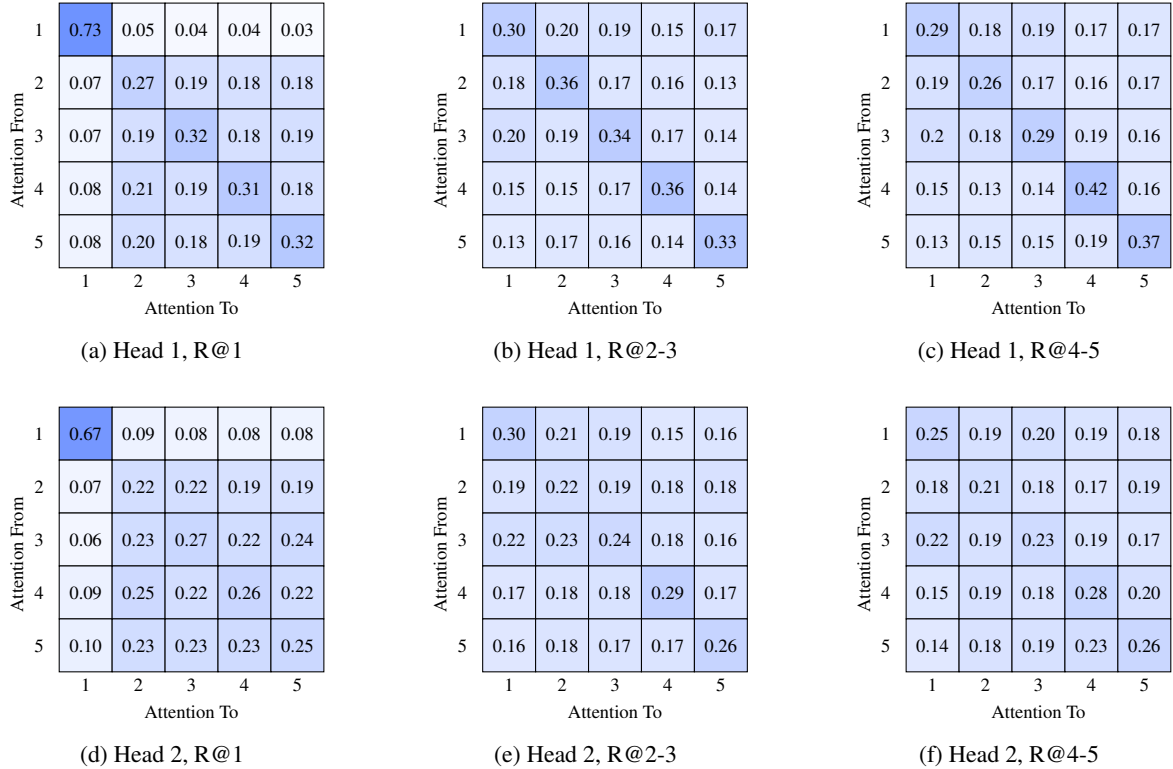 1 0.73 0.05 0.04 0.04 0.03
2 0.07 0.27 0.19 0.18 0.18
3 0.07 0.19 0.32 0.18 0.19
4 0.08 0.21 0.19 0.31 0.18
5 0.08 0.20 0.18 0.19 0.32
1 2 3 4 5
Attention From
Attention To
(a) Head 1, R@1
1 0.30 0.20 0.19 0.15 0.17
2 0.18 0.36 0.17 0.16 0.13
3 0.20 0.19 0.34 0.17 0.14
4 0.15 0.15 0.17 0.36 0.14
5 0.13 0.17 0.16 0.14 0.33
1 2 3 4 5
Attention From
Attention To
(b) Head 1, R@2-3
1 0.29 0.18 0.19 0.17 0.17
2 0.19 0.26 0.17 0.16 0.17
3 0.2 0.18 0.29 0.19 0.16
4 0.15 0.13 0.14 0.42 0.16
5 0.13 0.15 0.15 0.19 0.37
1 2 3 4 5
Attention From
Attention To
(c) Head 1, R@4-5
1 0.67 0.09 0.08 0.08 0.08
2 0.07 0.22 0.22 0.19 0.19
3 0.06 0.23 0.27 0.22 0.24
4 0.09 0.25 0.22 0.26 0.22
5 0.10 0.23 0.23 0.23 0.25
1 2 3 4 5
Attention From
Attention To
(d) Head 2, R@1
1 0.30 0.21 0.19 0.15 0.16
2 0.19 0.22 0.19 0.18 0.18
3 0.22 0.23 0.24 0.18 0.16
4 0.17 0.18 0.18 0.29 0.17
5 0.16 0.18 0.17 0.17 0.26
1 2 3 4 5
Attention From
Attention To
(e) Head 2, R@2-3
1 0.25 0.19 0.20 0.19 0.18
2 0.18 0.21 0.18 0.17 0.19
3 0.22 0.19 0.23 0.19 0.17
4 0.15 0.19 0.18 0.28 0.20
5 0.14 0.18 0.19 0.23 0.26
1 2 3 4 5
Attention From
Attention To
(f) Head 2, R@4-5